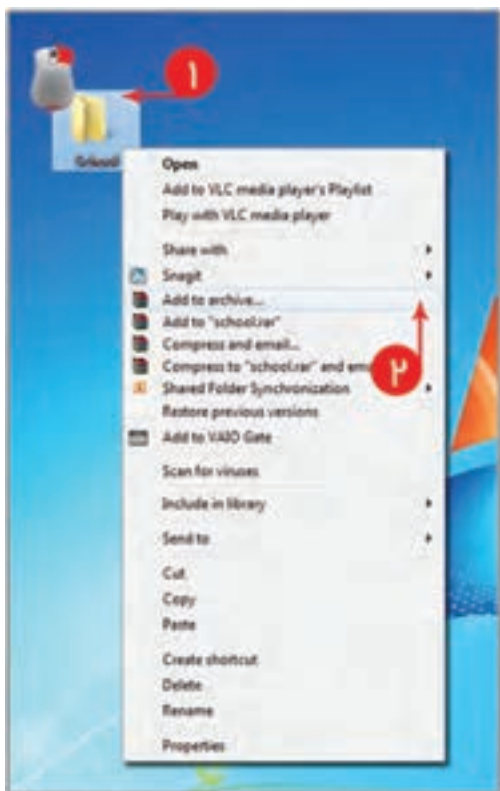 ۱
Open
Add to VLC media player's Playlist
Play with VLC media player
Share with
Snagit
Add to archive...
Add to "school.rar"
Compress and email...
Compress to "school.rar" and
۲
Shared Folder Synchronization
Restore previous versions
Add to VAIO Gate
Scan for viruses
Include in library
Send to
Cut
Copy
Paste
Create shortcut
Delete
Rename
Properties